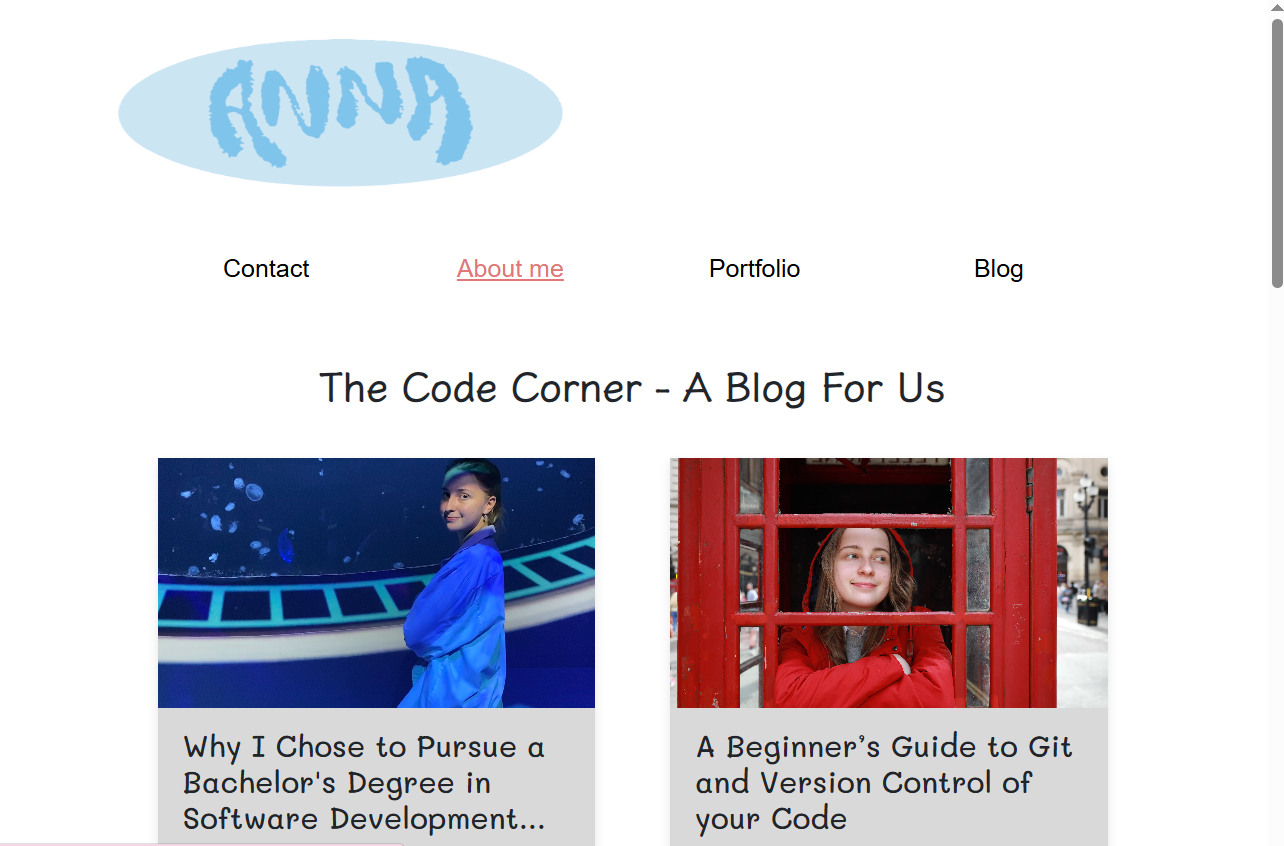 ANNA
Contact
About me
Portfolio
Blog
The Code Corner - A Blog For Us
Why I Chose to Pursue a
Bachelor's Degree in
Software Development...
A Beginner’s Guide to Git
and Version Control of
your Code